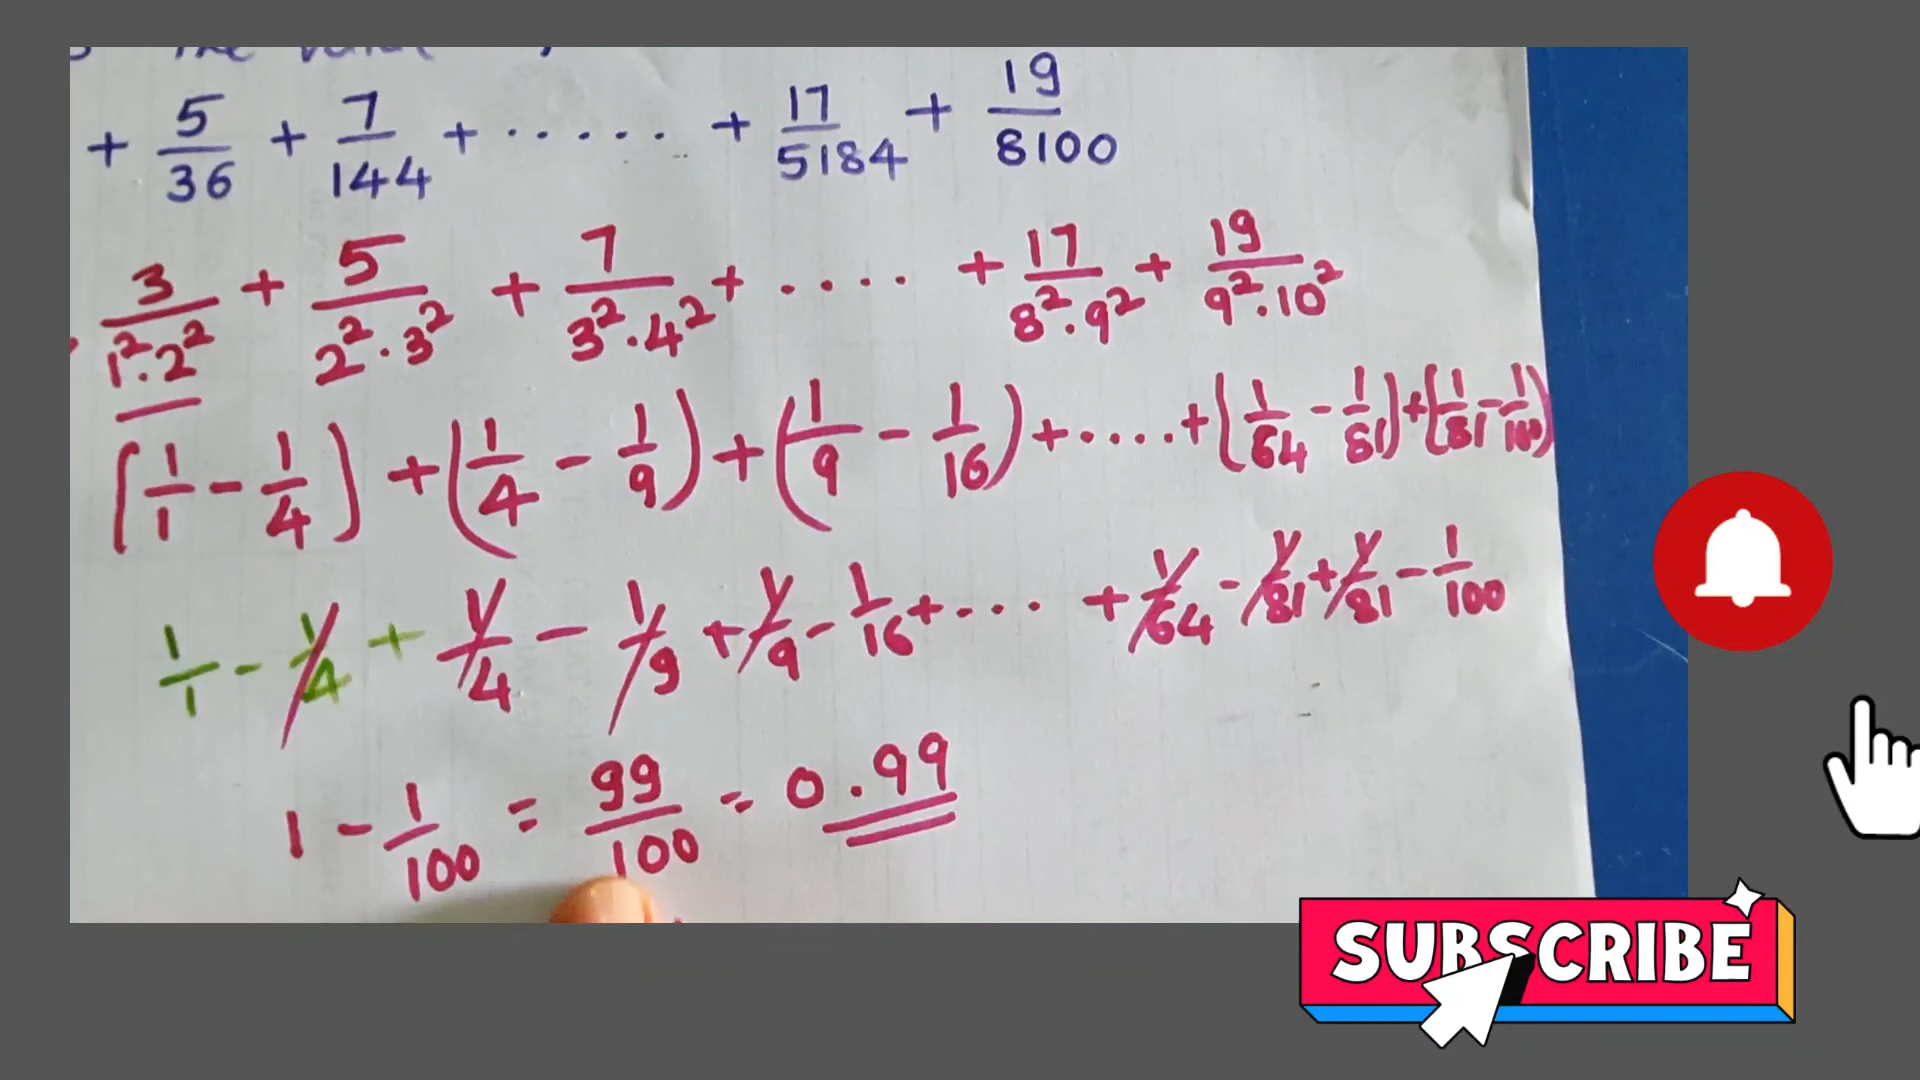 + 5/36 + 7/144 + ..... + 17/5184 + 19/8100
3/1².2² + 5/2².3² + 7/3².4² + .... + 17/8².9² + 19/9².10²
(1/1 - 1/4) + (1/4 - 1/9) + (1/9 - 1/16) + .... + (1/64 - 1/81) + (1/81 - 1/100)
1/1 - 1/4 + 1/4 - 1/9 + 1/9 - 1/16 + ... + 1/64 - 1/81 + 1/81 - 1/100
1 - 1/100 = 99/100 = 0.99
SUBSCRIBE